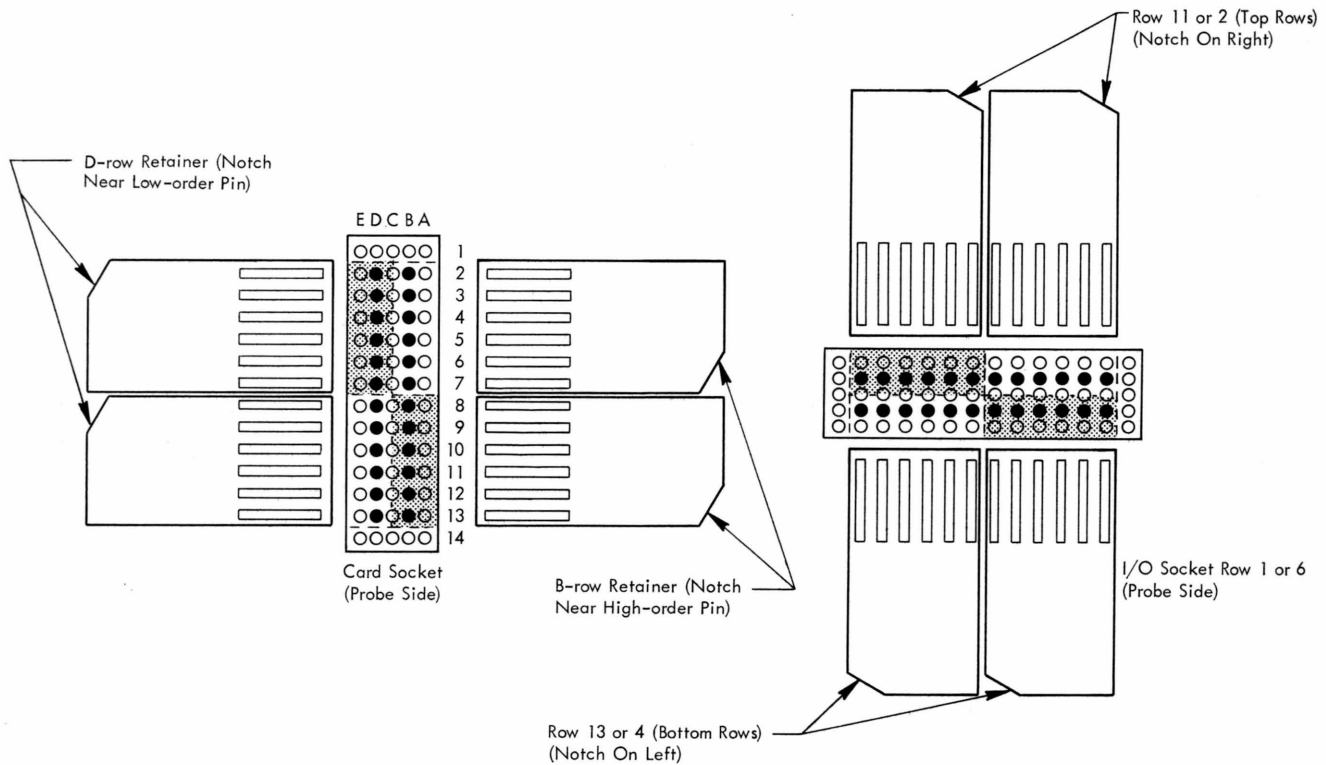 Row 11 or 2 (Top Rows)
(Notch On Right)
D-row Retainer (Notch
Near Low-order Pin)
E D C B A
1
2
3
4
5
6
7
8
9
10
11
12
13
14
Card Socket
(Probe Side)
B-row Retainer (Notch
Near High-order Pin)
I/O Socket Row 1 or 6
(Probe Side)
Row 13 or 4 (Bottom Rows)
(Notch On Left)